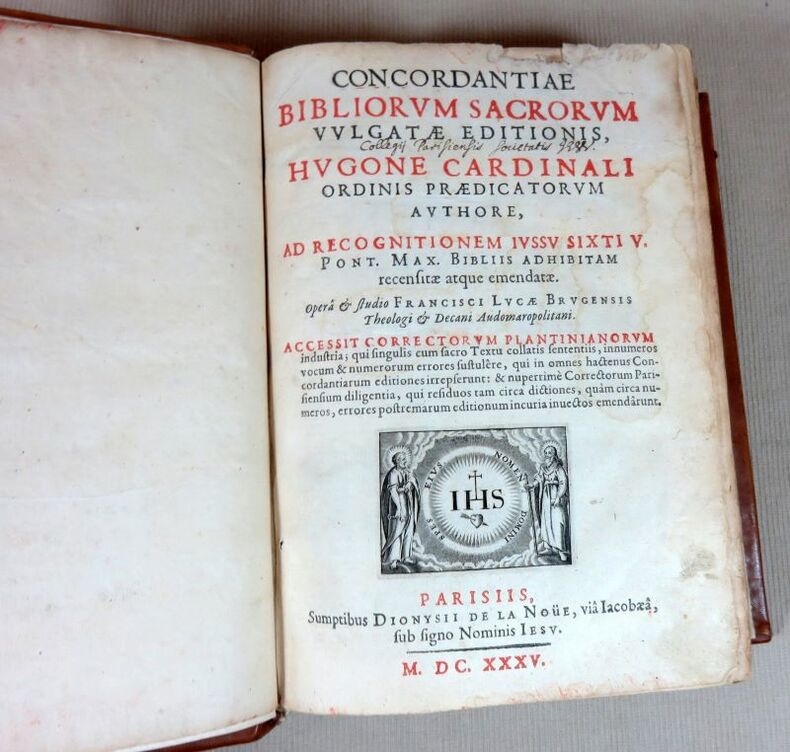 CONCORDANTIAE
BIBLIORVM SACRORVM
VVLGATÆ EDITIONIS,
Collegij Parisiensis Societatis
HVGONE CARDINALI
ORDINIS PRÆDICATORVM
AVTHORE,
AD RECOGNITIONEM IVSSV SIXTI V.
PONT. MAX. BIBLIIS ADHIBITAM
recensitæ atque emendatæ.
Operâ & studio FRANCISCI LVCÆ BRVGENSIS
Theologi & Decani Audomaropolitani.
ACCESSIT CORRECTORVM PLANTINIANORVM
industria; qui singulis cum sacro Textu collatis sententiis, innumeros
vocum & numerorum errores sustulêre, qui in omnes hactenus Con-
cordantiarum editiones irrepserunt: & nuperrimè Correctorum Pari-
siensium diligentia, qui residuos tam circa dictiones, quàm circa nu-
meros, errores postremarum editionum incuria inuectos emendârunt.
SPES EIVS NOMEN DOMINI
IHS
PARISIIS,
Sumptibus DIONYSII DE LA NOÜE, viâ Iacobæâ,
sub signo Nominis IESV.
M. DC. XXXV.